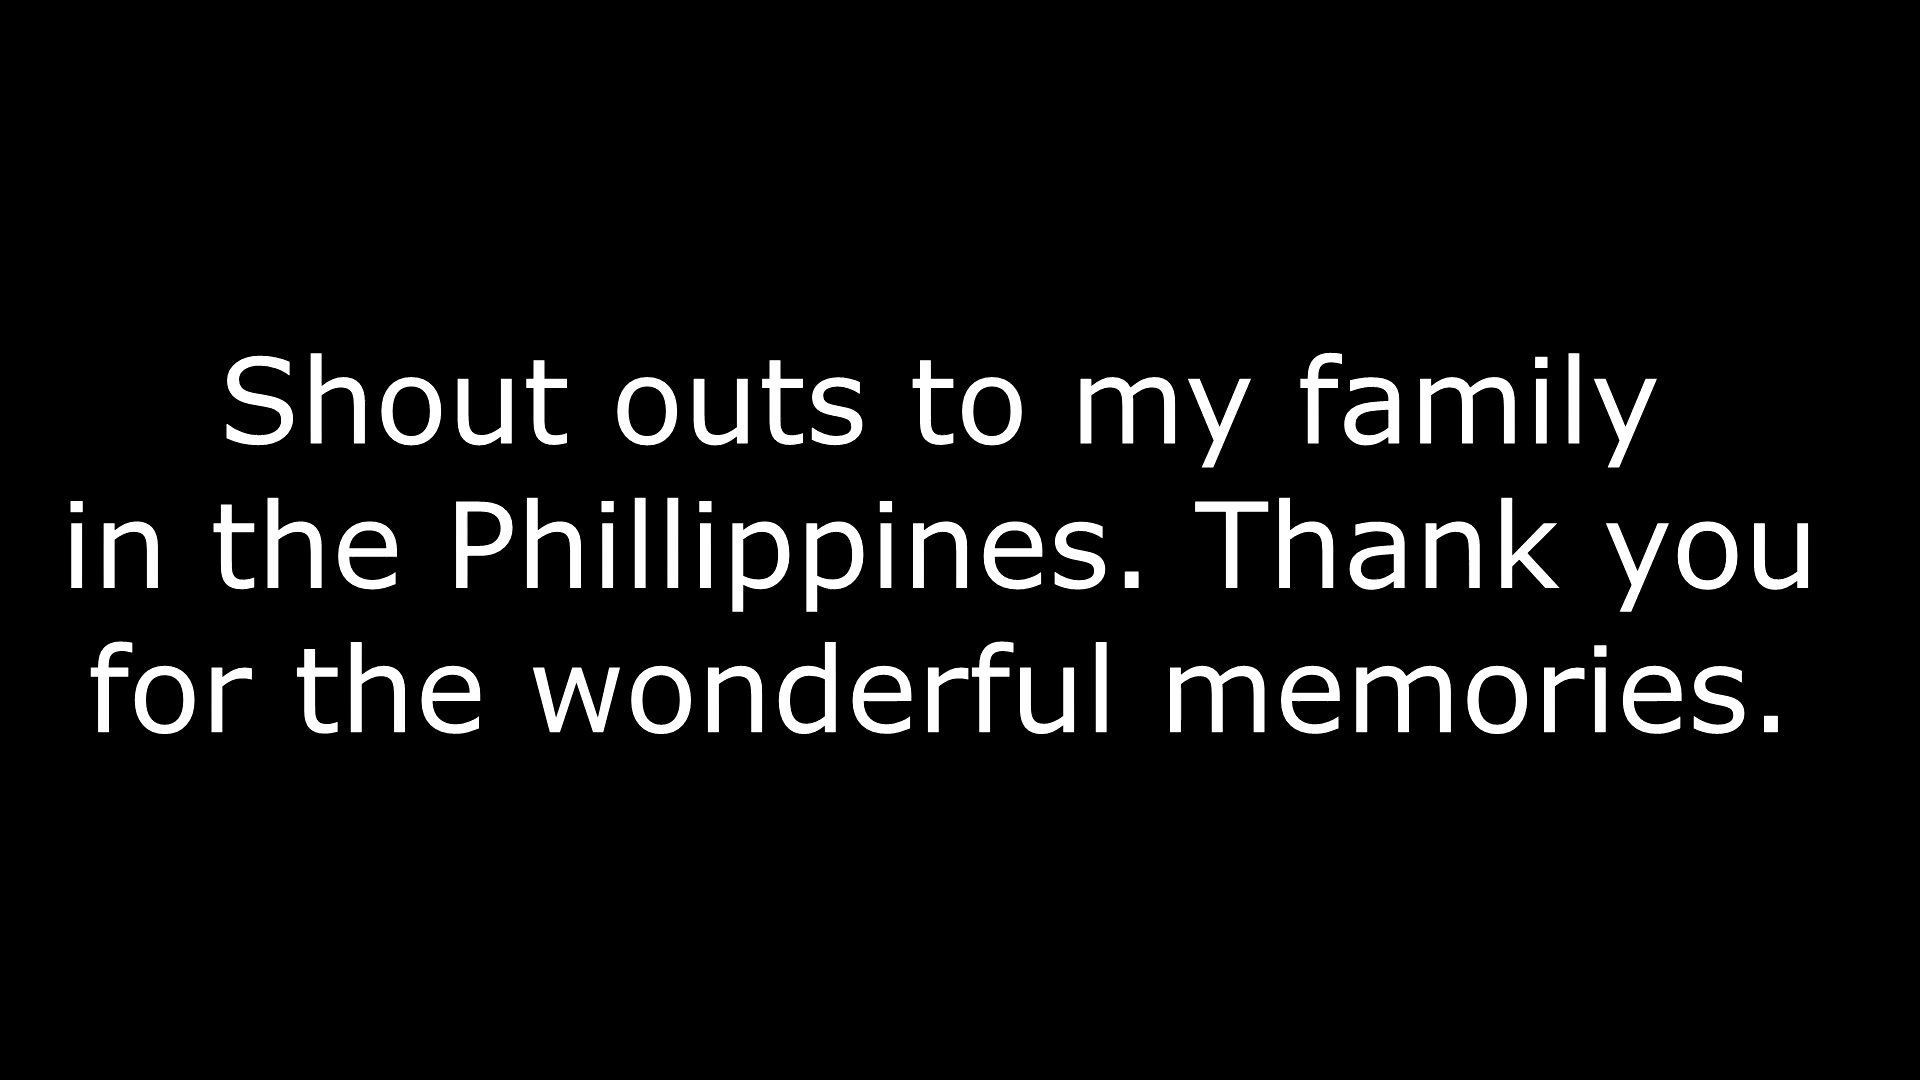 Shout outs to my family
in the Phillippines. Thank you
for the wonderful memories.